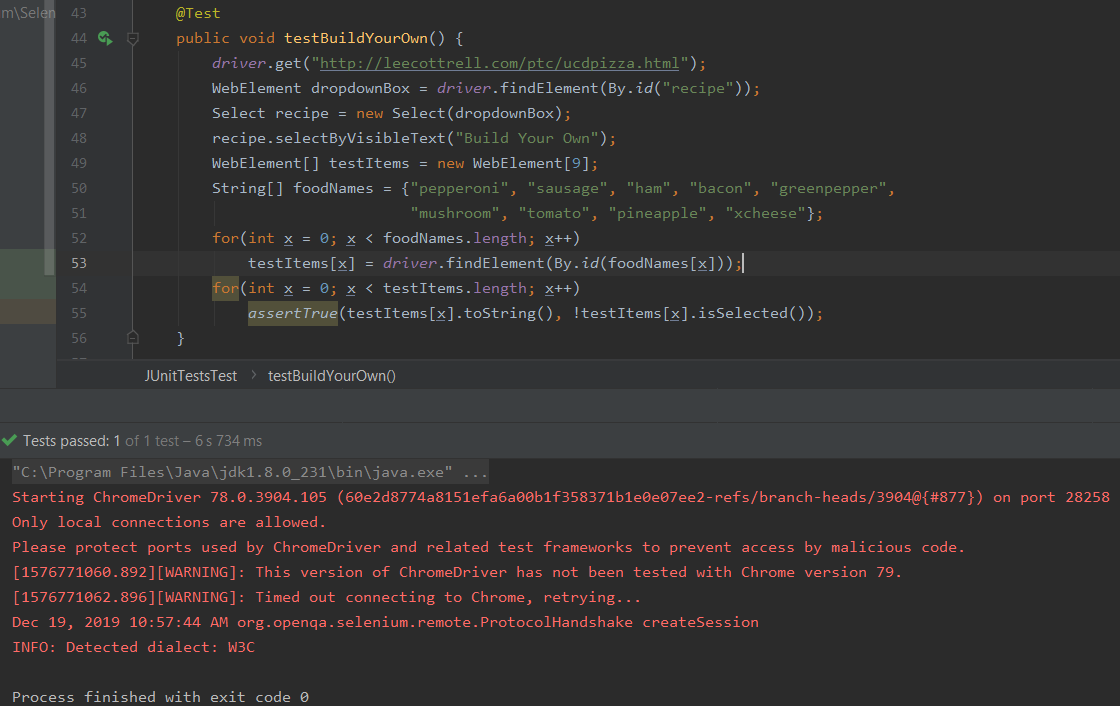 m\Selen 43 @Test
44 public void testBuildYourOwn() {
45 driver.get("http://leecottrell.com/ptc/ucdpizza.html");
46 WebElement dropdownBox = driver.findElement(By.id("recipe"));
47 Select recipe = new Select(dropdownBox);
48 recipe.selectByVisibleText("Build Your Own");
49 WebElement[] testItems = new WebElement[9];
50 String[] foodNames = {"pepperoni", "sausage", "ham", "bacon", "greenpepper",
51 "mushroom", "tomato", "pineapple", "xcheese"};
52 for(int x = 0; x < foodNames.length; x++)
53 testItems[x] = driver.findElement(By.id(foodNames[x]));
54 for(int x = 0; x < testItems.length; x++)
55 assertTrue(testItems[x].toString(), !testItems[x].isSelected());
56 }
JUnitTestsTest > testBuildYourOwn()
Tests passed: 1 of 1 test – 6 s 734 ms
"C:\Program Files\Java\jdk1.8.0_231\bin\java.exe" ...
Starting ChromeDriver 78.0.3904.105 (60e2d8774a8151efa6a00b1f358371b1e0e07ee2-refs/branch-heads/3904@{#877}) on port 28258
Only local connections are allowed.
Please protect ports used by ChromeDriver and related test frameworks to prevent access by malicious code.
[1576771060.892][WARNING]: This version of ChromeDriver has not been tested with Chrome version 79.
[1576771062.896][WARNING]: Timed out connecting to Chrome, retrying...
Dec 19, 2019 10:57:44 AM org.openqa.selenium.remote.ProtocolHandshake createSession
INFO: Detected dialect: W3C
Process finished with exit code 0